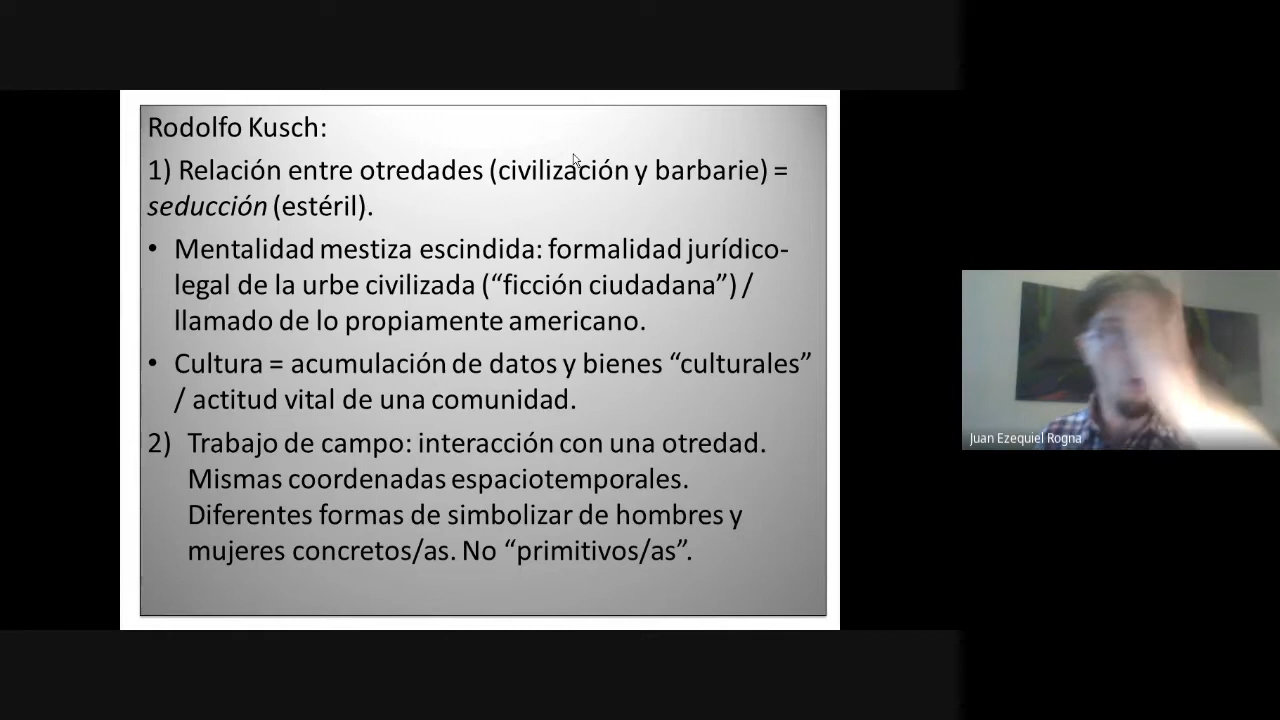 Rodolfo Kusch:
1) Relación entre otredades (civilización y barbarie) =
seducción (estéril).
• Mentalidad mestiza escindida: formalidad jurídico-
legal de la urbe civilizada (“ficción ciudadana”) /
llamado de lo propiamente americano.
• Cultura = acumulación de datos y bienes “culturales”
/ actitud vital de una comunidad.
2) Trabajo de campo: interacción con una otredad.
Mismas coordenadas espaciotemporales.
Diferentes formas de simbolizar de hombres y
mujeres concretos/as. No “primitivos/as”.
Juan Ezequiel Rogna